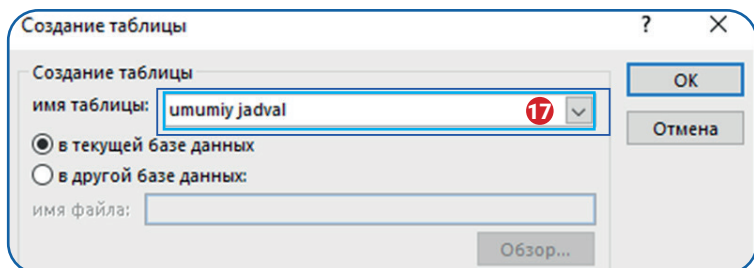 Создание таблицы ? ×
Создание таблицы
имя таблицы: umumiy jadval 17
в текущей базе данных
в другой базе данных:
имя файла:
Обзор...
ОК
Отмена